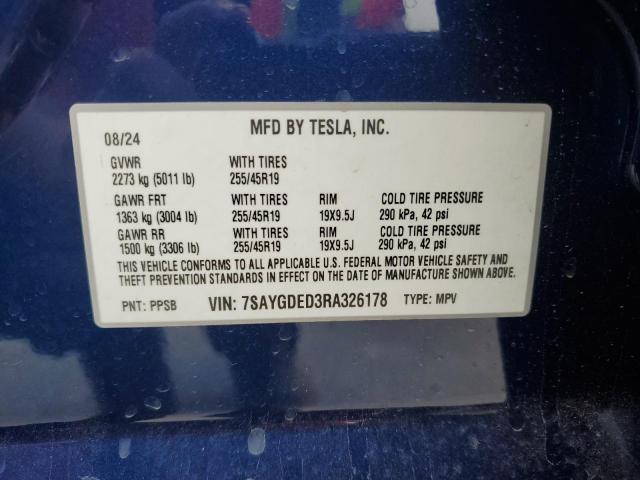 MFD BY TESLA, INC.
08/24
GVWR WITH TIRES
2273 kg (5011 lb) 255/45R19
GAWR FRT WITH TIRES RIM COLD TIRE PRESSURE
1363 kg (3004 lb) 255/45R19 19X9.5J 290 kPa, 42 psi
GAWR RR WITH TIRES RIM COLD TIRE PRESSURE
1500 kg (3306 lb) 255/45R19 19X9.5J 290 kPa, 42 psi
THIS VEHICLE CONFORMS TO ALL APPLICABLE U.S. FEDERAL MOTOR VEHICLE SAFETY AND
THEFT PREVENTION STANDARDS IN EFFECT ON THE DATE OF MANUFACTURE SHOWN ABOVE.
PNT: PPSB VIN: 7SAYGDED3RA326178 TYPE: MPV